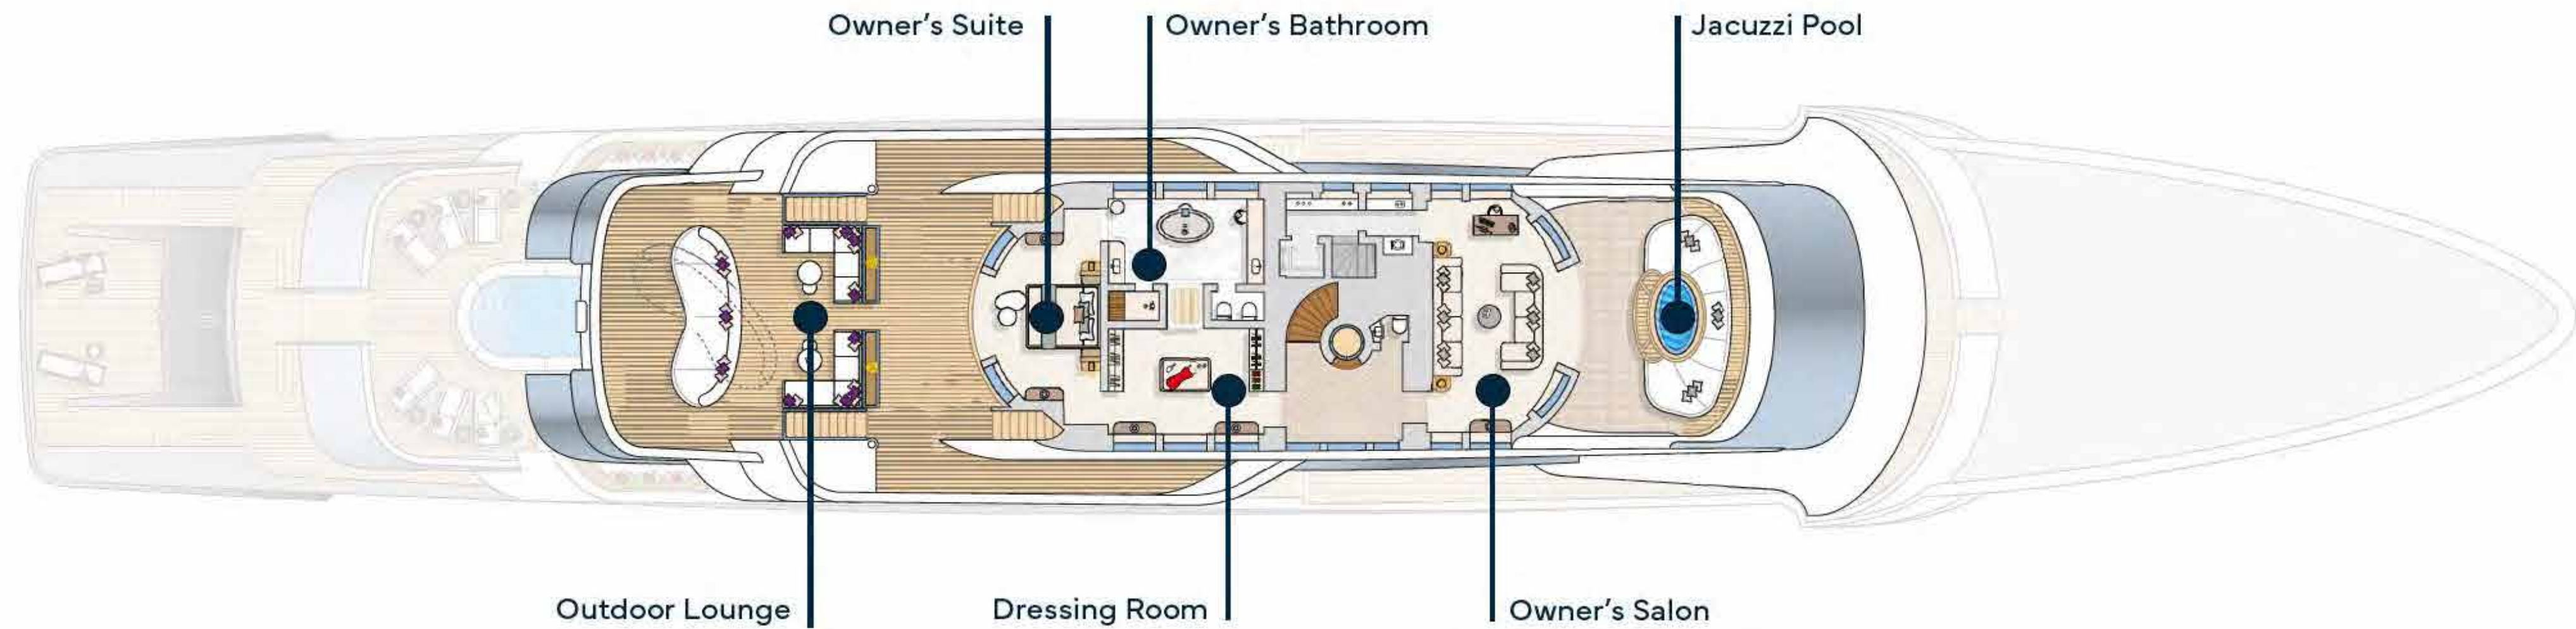 Owner's Suite
Owner's Bathroom
Jacuzzi Pool
Outdoor Lounge
Dressing Room
Owner's Salon